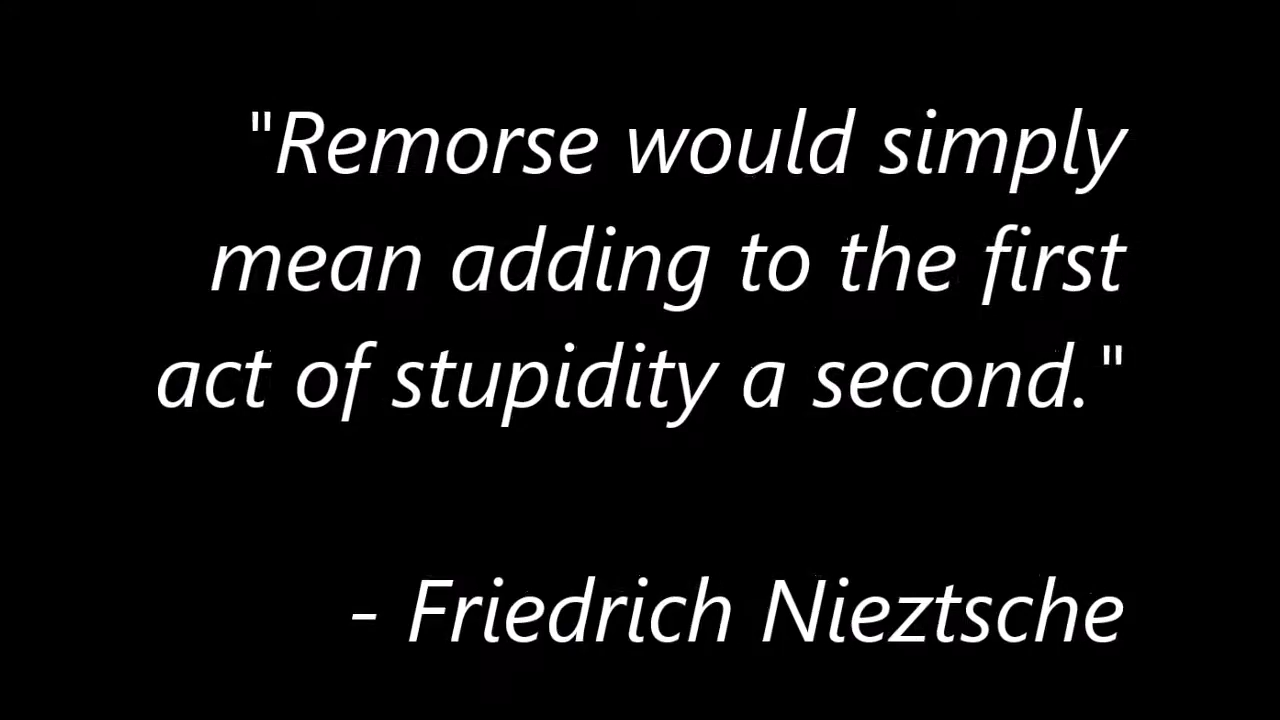 "Remorse would simply
mean adding to the first
act of stupidity a second."
- Friedrich Nieztsche